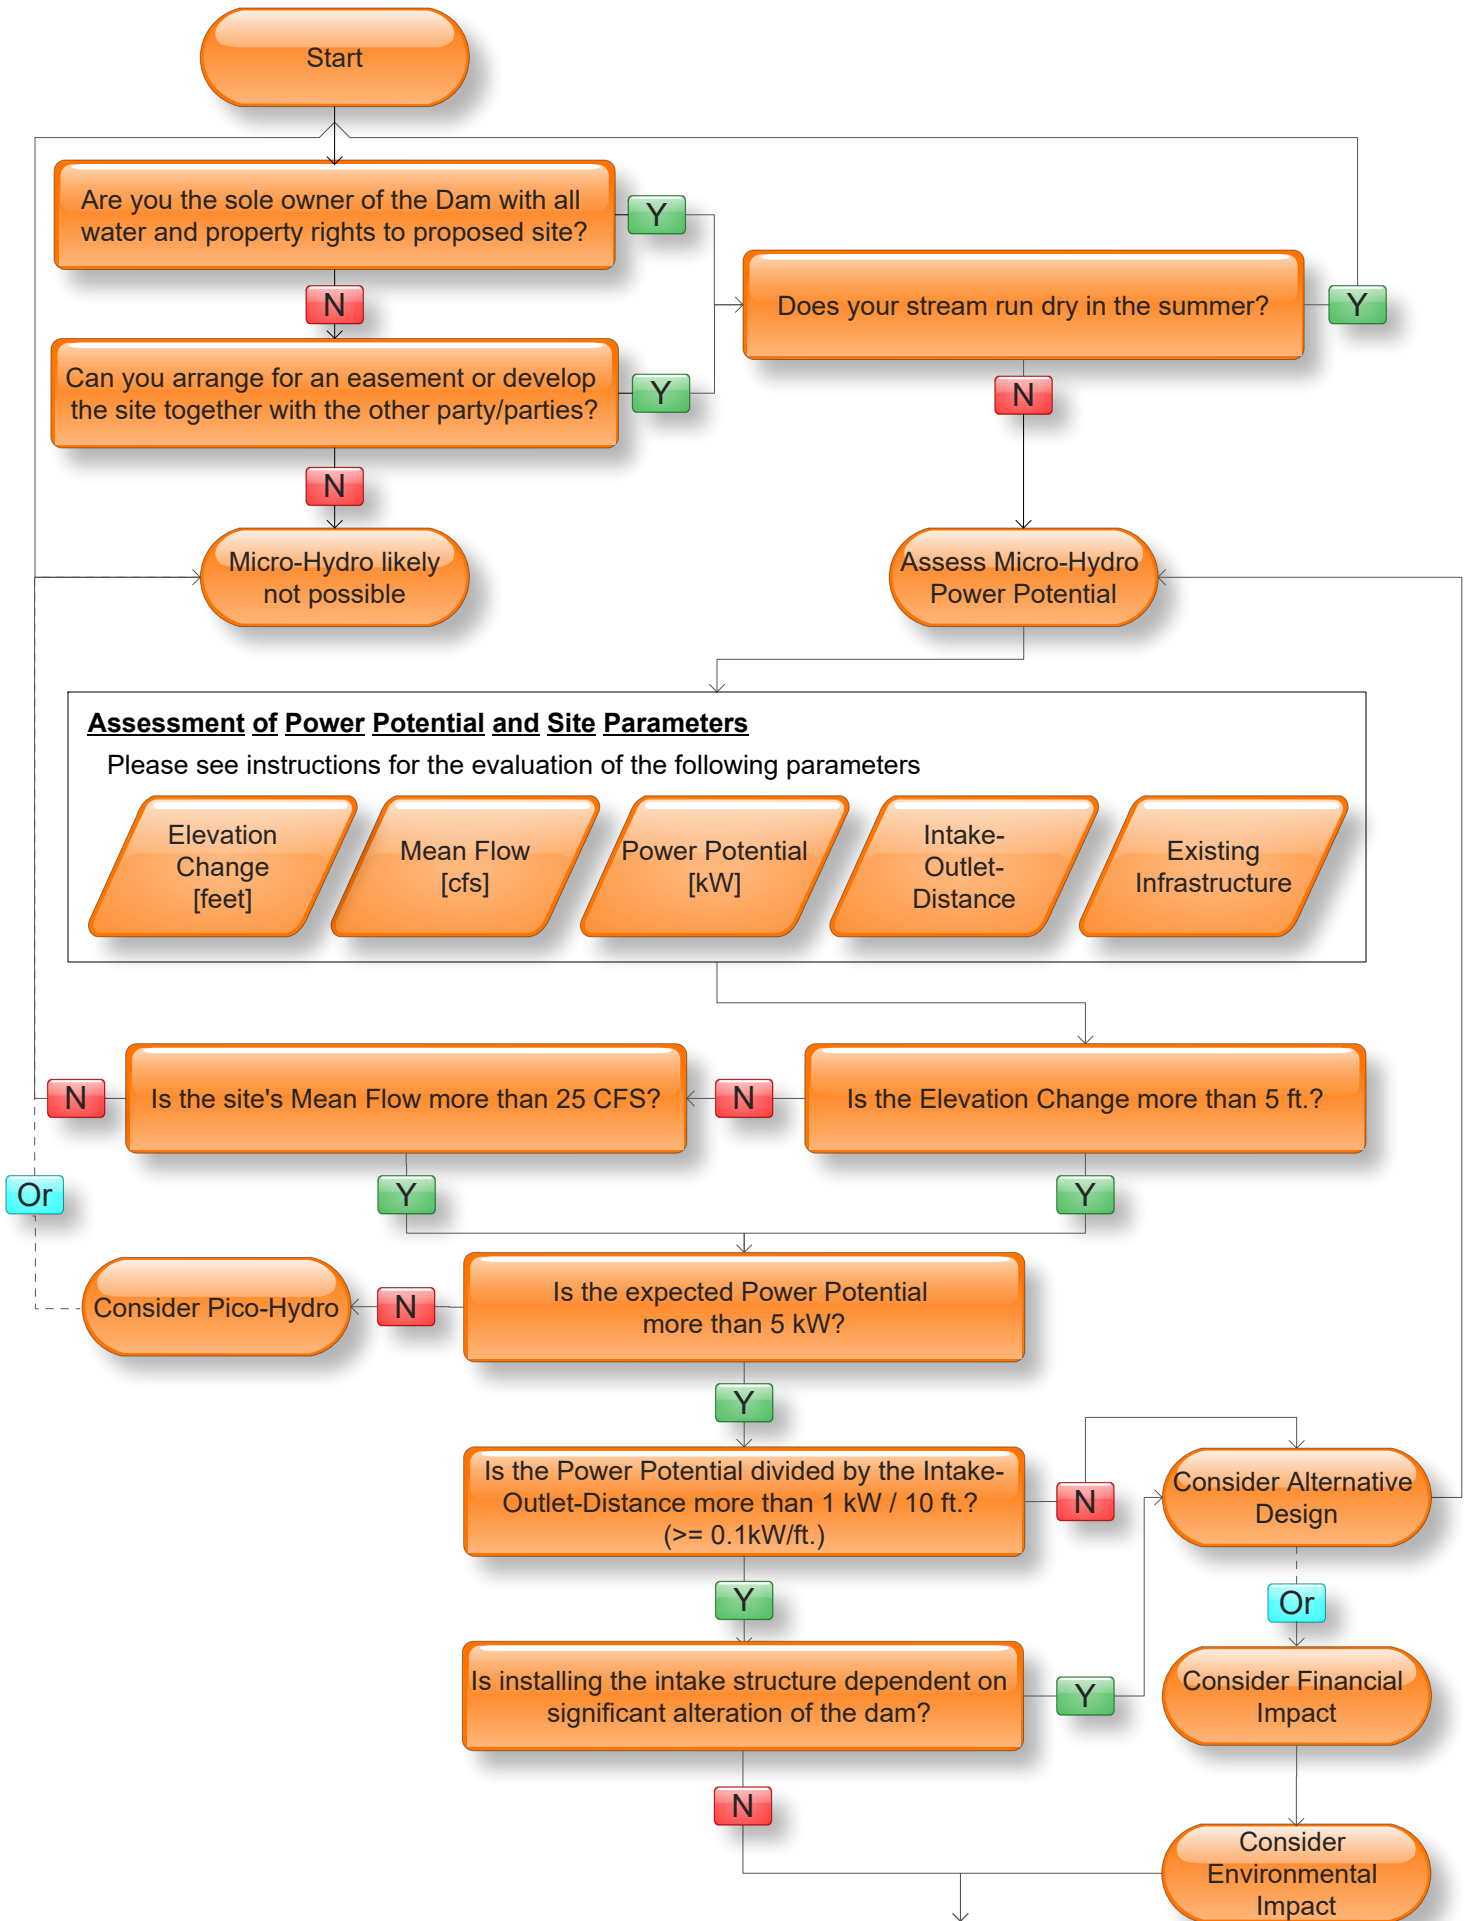 Start
Are you the sole owner of the Dam with all
water and property rights to proposed site?
Y
N
Does your stream run dry in the summer?
Y
N
Can you arrange for an easement or develop
the site together with the other party/parties?
Y
N
Micro-Hydro likely
not possible
Assess Micro-Hydro
Power Potential
Assessment of Power Potential and Site Parameters
Please see instructions for the evaluation of the following parameters
Elevation
Change
[feet]
Mean Flow
[cfs]
Power Potential
[kW]
Intake-
Outlet-
Distance
Existing
Infrastructure
N
Is the site's Mean Flow more than 25 CFS?
N
Is the Elevation Change more than 5 ft.?
Or
Y
Y
Consider Pico-Hydro
N
Is the expected Power Potential
more than 5 kW?
Y
Is the Power Potential divided by the Intake-
Outlet-Distance more than 1 kW / 10 ft.?
(>= 0.1kW/ft.)
N
Consider Alternative
Design
Y
Or
Is installing the intake structure dependent on
significant alteration of the dam?
Y
Consider Financial
Impact
N
Consider
Environmental
Impact